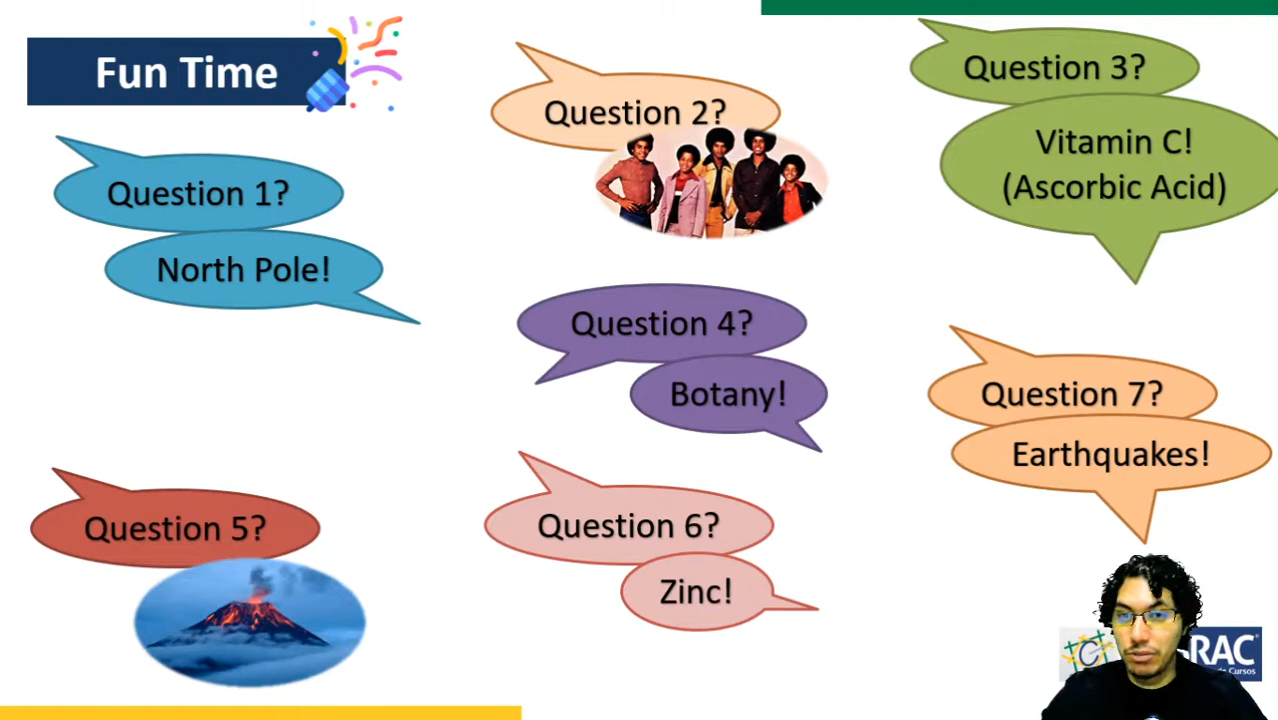 Fun Time
Question 1?
North Pole!
Question 2?
Question 3?
Vitamin C!
(Ascorbic Acid)
Question 4?
Botany!
Question 5?
Question 6?
Zinc!
Question 7?
Earthquakes!
RAC
Cursos